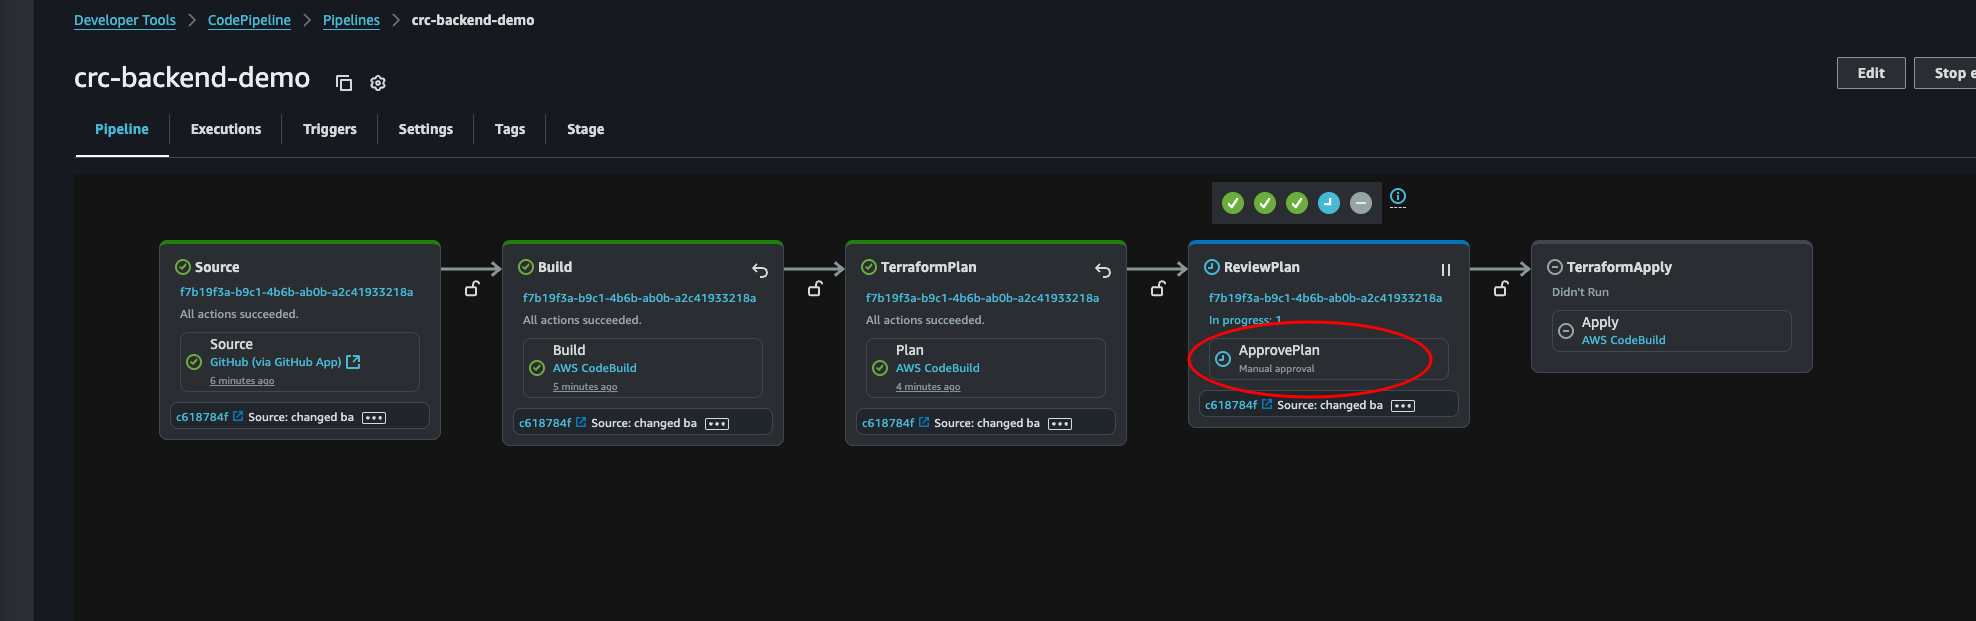 Developer Tools > CodePipeline > Pipelines > crc-backend-demo
crc-backend-demo
Edit
Stop e
Pipeline
Executions
Triggers
Settings
Tags
Stage
Source
f7b19f3a-b9c1-4b6b-ab0b-a2c41933218a
All actions succeeded.
Source
GitHub (via GitHub App)
6 minutes ago
c618784f Source: changed ba
Build
f7b19f3a-b9c1-4b6b-ab0b-a2c41933218a
All actions succeeded.
Build
AWS CodeBuild
5 minutes ago
c618784f Source: changed ba
TerraformPlan
f7b19f3a-b9c1-4b6b-ab0b-a2c41933218a
All actions succeeded.
Plan
AWS CodeBuild
4 minutes ago
c618784f Source: changed ba
ReviewPlan
f7b19f3a-b9c1-4b6b-ab0b-a2c41933218a
In progress: 1
ApprovePlan
Manual approval
c618784f Source: changed ba
TerraformApply
Didn't Run
Apply
AWS CodeBuild